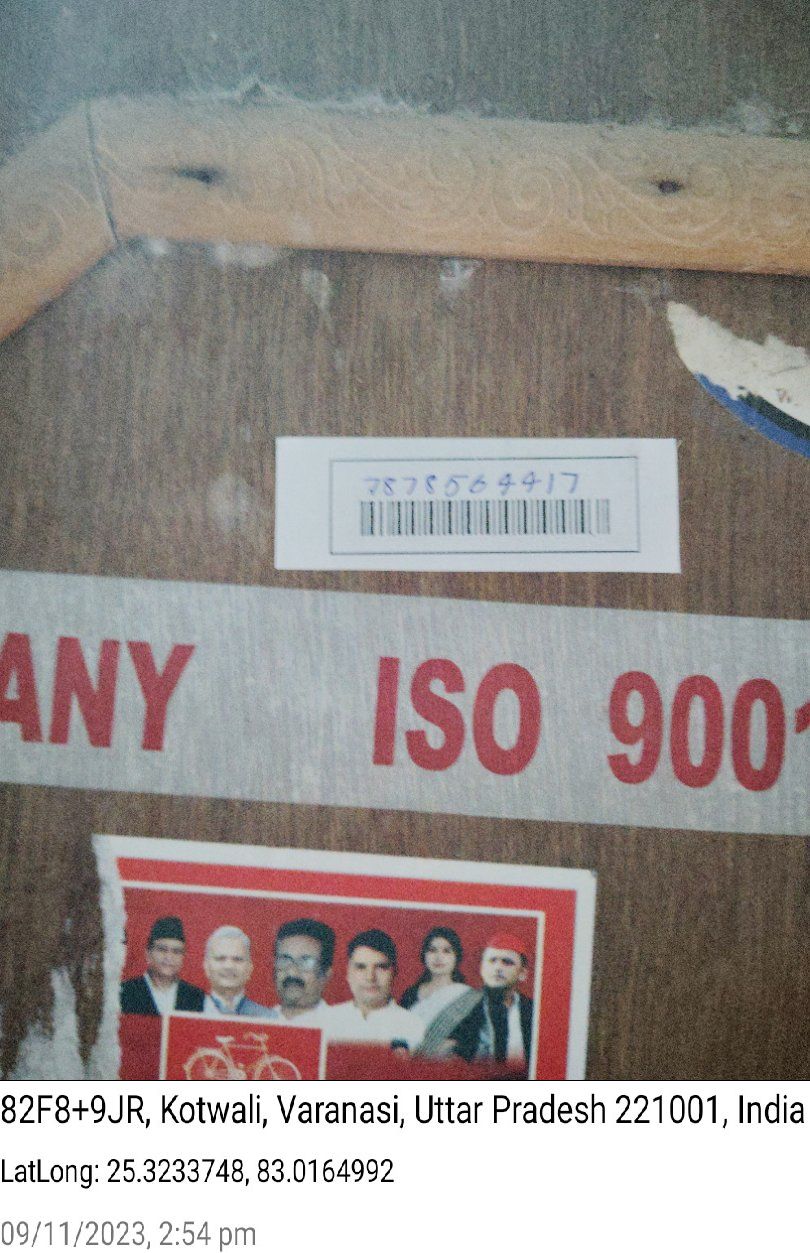 7878564417
ANY ISO 9001
82F8+9JR, Kotwali, Varanasi, Uttar Pradesh 221001, India
LatLong: 25.3233748, 83.0164992
09/11/2023, 2:54 pm